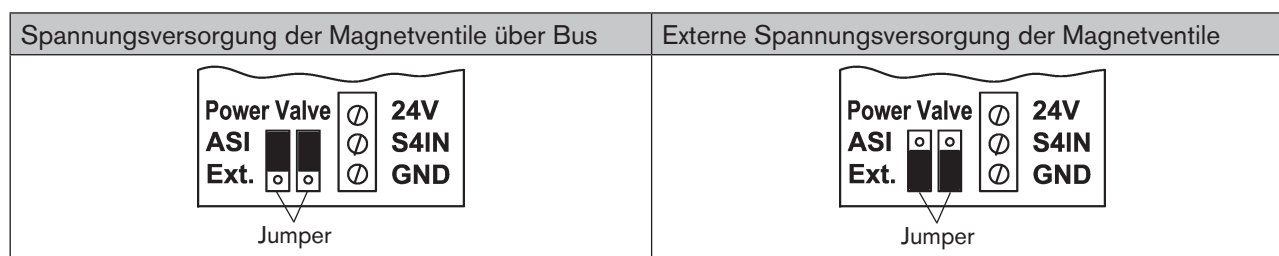 Spannungsversorgung der Magnetventile über Bus
Externe Spannungsversorgung der Magnetventile
Power Valve 24V
ASI S4IN
Ext. GND
Jumper
Power Valve 24V
ASI S4IN
Ext. GND
Jumper